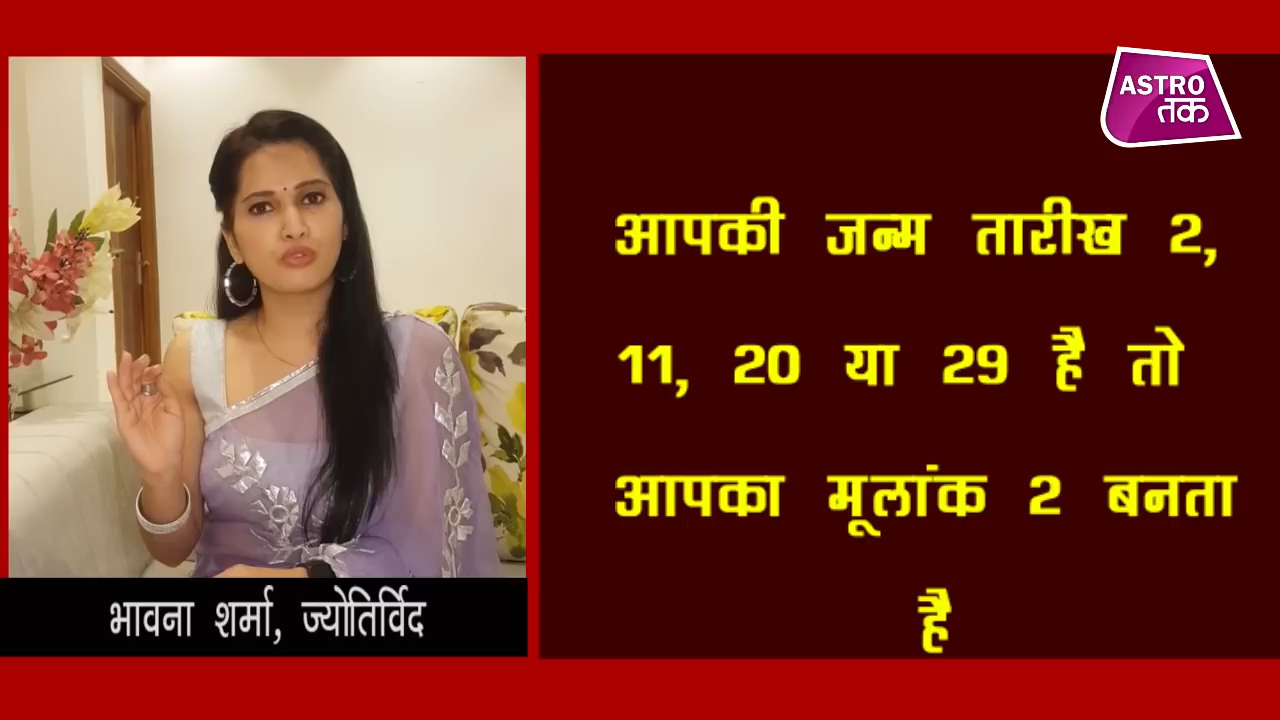 ASTRO
तक
आपकी जन्म तारीख 2,
11, 20 या 29 है तो
आपका मूलांक 2 बनता
है
भावना शर्मा, ज्योतिर्विद